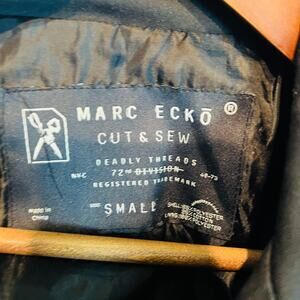 MARC ECKŌ ®
CUT & SEW
DEADLY THREADS
NYC 72ND DIVISION 48-73
REGISTERED TRADEMARK
SMALL
Made in
China